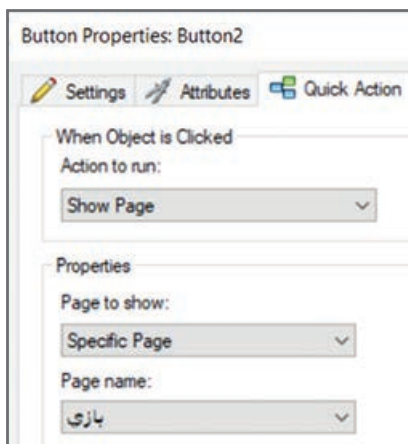 Button Properties: Button2
Settings Attributes Quick Action
When Object is Clicked
Action to run:
Show Page
Properties
Page to show:
Specific Page
Page name:
بازی